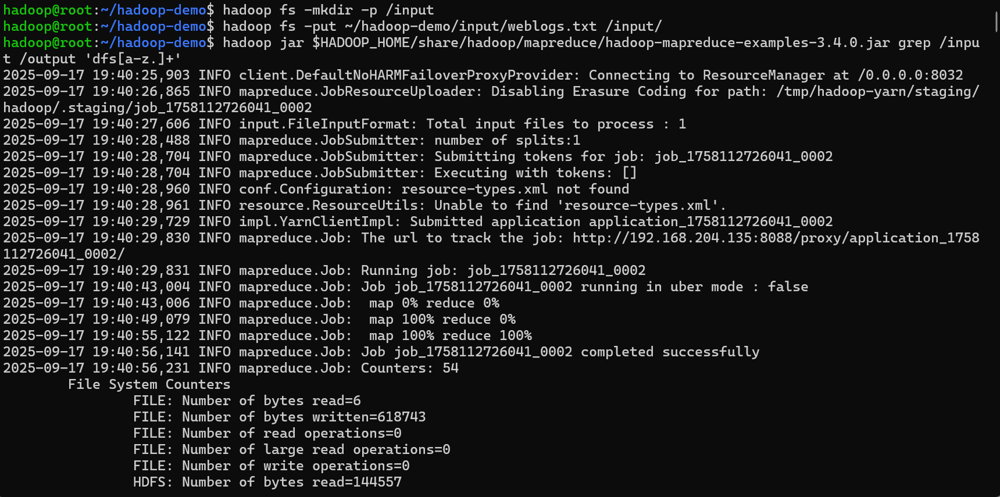 hadoop@root:~/hadoop-demo$ hadoop fs -mkdir -p /input
hadoop@root:~/hadoop-demo$ hadoop fs -put ~/hadoop-demo/input/weblogs.txt /input/
hadoop@root:~/hadoop-demo$ hadoop jar $HADOOP_HOME/share/hadoop/mapreduce/hadoop-mapreduce-examples-3.4.0.jar grep /inpu
t /output 'dfs[a-z.]+'
2025-09-17 19:40:25,903 INFO client.DefaultNoHARMFailoverProxyProvider: Connecting to ResourceManager at /0.0.0.0:8032
2025-09-17 19:40:26,865 INFO mapreduce.JobResourceUploader: Disabling Erasure Coding for path: /tmp/hadoop-yarn/staging/
hadoop/.staging/job_1758112726041_0002
2025-09-17 19:40:27,606 INFO input.FileInputFormat: Total input files to process : 1
2025-09-17 19:40:28,488 INFO mapreduce.JobSubmitter: number of splits:1
2025-09-17 19:40:28,704 INFO mapreduce.JobSubmitter: Submitting tokens for job: job_1758112726041_0002
2025-09-17 19:40:28,704 INFO mapreduce.JobSubmitter: Executing with tokens: []
2025-09-17 19:40:28,960 INFO conf.Configuration: resource-types.xml not found
2025-09-17 19:40:28,961 INFO resource.ResourceUtils: Unable to find 'resource-types.xml'.
2025-09-17 19:40:29,729 INFO impl.YarnClientImpl: Submitted application application_1758112726041_0002
2025-09-17 19:40:29,830 INFO mapreduce.Job: The url to track the job: http://192.168.204.135:8088/proxy/application_1758
112726041_0002/
2025-09-17 19:40:29,831 INFO mapreduce.Job: Running job: job_1758112726041_0002
2025-09-17 19:40:43,004 INFO mapreduce.Job: Job job_1758112726041_0002 running in uber mode : false
2025-09-17 19:40:43,006 INFO mapreduce.Job:  map 0% reduce 0%
2025-09-17 19:40:49,079 INFO mapreduce.Job:  map 100% reduce 0%
2025-09-17 19:40:55,122 INFO mapreduce.Job:  map 100% reduce 100%
2025-09-17 19:40:56,141 INFO mapreduce.Job: Job job_1758112726041_0002 completed successfully
2025-09-17 19:40:56,231 INFO mapreduce.Job: Counters: 54
        File System Counters
                FILE: Number of bytes read=6
                FILE: Number of bytes written=618743
                FILE: Number of read operations=0
                FILE: Number of large read operations=0
                FILE: Number of write operations=0
                HDFS: Number of bytes read=144557